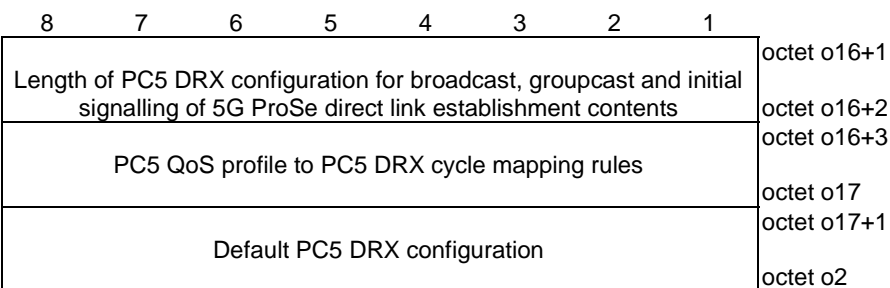 8 7 6 5 4 3 2 1
octet o16+1
Length of PC5 DRX configuration for broadcast, groupcast and initial
signalling of 5G ProSe direct link establishment contents octet o16+2
octet o16+3
PC5 QoS profile to PC5 DRX cycle mapping rules
octet o17
octet o17+1
Default PC5 DRX configuration
octet o2